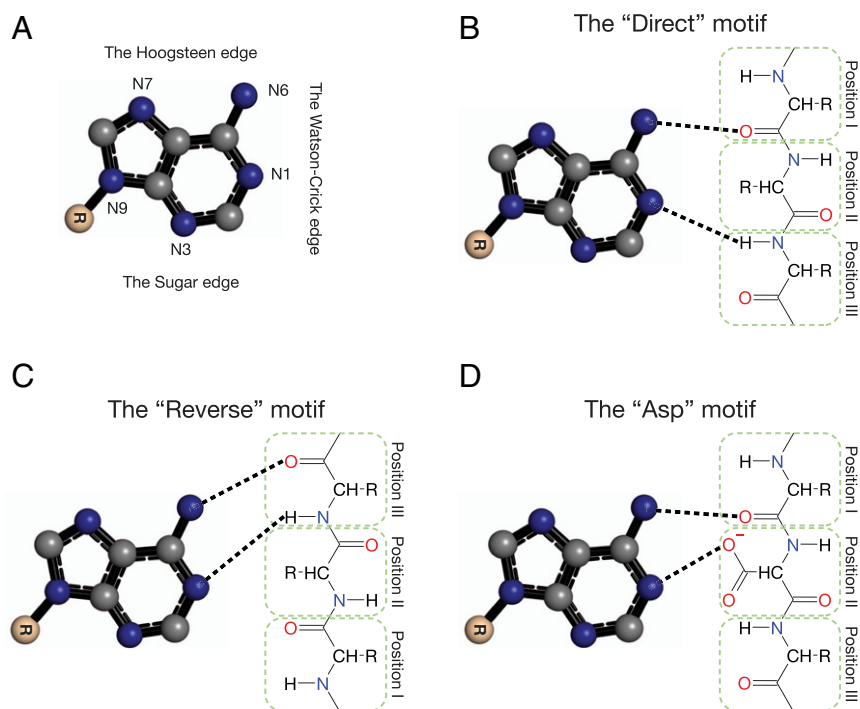 A
The Hoogsteen edge
N7
N6
The Watson-Crick edge
N1
N9
R
N3
The Sugar edge
B
The “Direct” motif
H N
CH-R
O
Position I
N H
R-HC
O
Position II
H N
CH-R
O
Position III
R
C
The “Reverse” motif
O
CH-R
H N
Position III
O
R-HC
N H
Position II
O
CH-R
H N
Position I
R
D
The “Asp” motif
H N
CH-R
O
Position I
O−
N H
HC
O
O
Position II
H N
CH-R
O
Position III
R